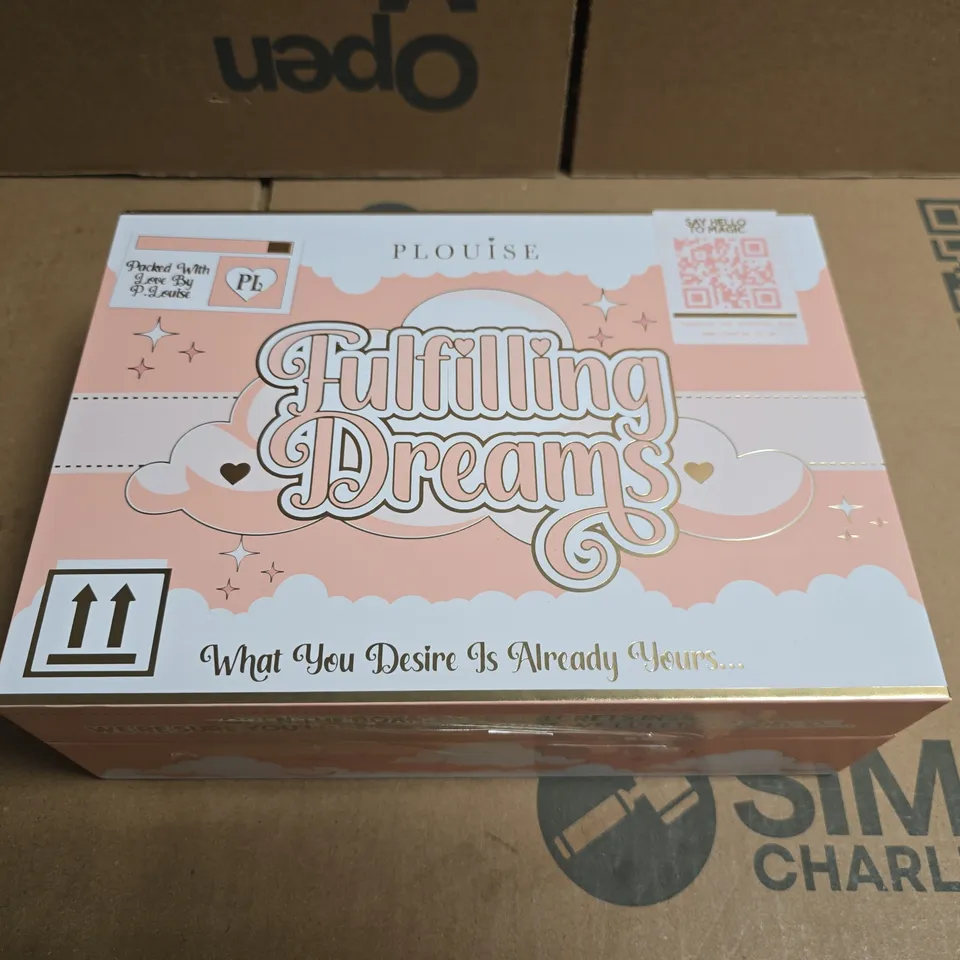 Open
PLOUISE
SAY HELLO
TO MAGIC
Packed With
Love By
P.Louise
PL
Fulfilling
Dreams
What You Desire Is Already Yours...
SIM
CHARL